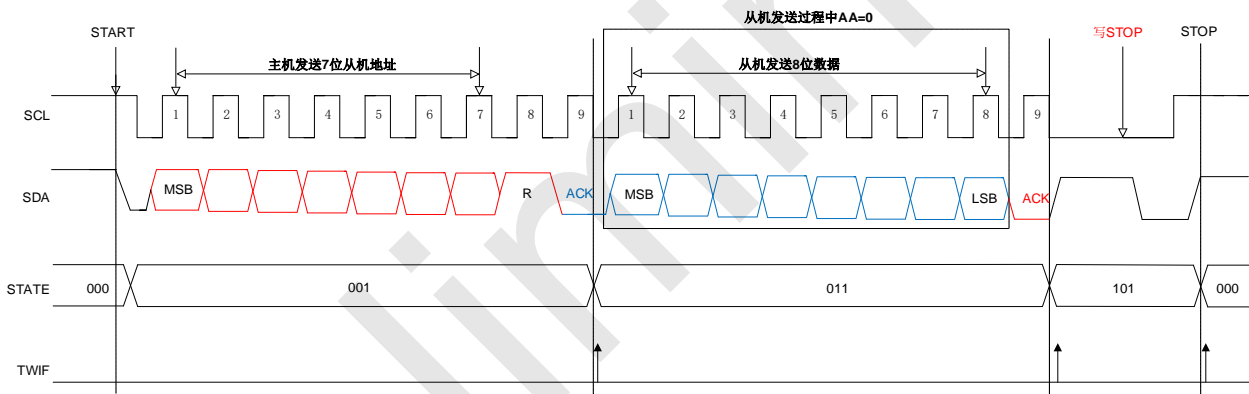 从机发送过程中AA=0
START
写STOP
STOP
主机发送7位从机地址
从机发送8位数据
SCL 1 2 3 4 5 6 7 8 9 1 2 3 4 5 6 7 8 9
SDA MSB R ACK MSB LSB ACK
STATE 000 001 011 101 000
TWIF